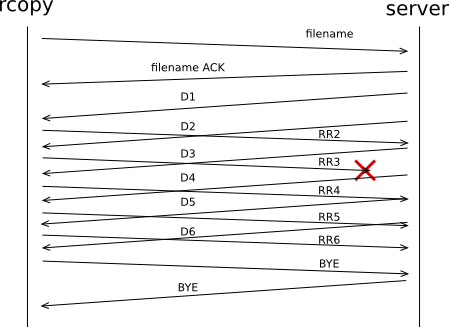 rcopy
server
filename
filename ACK
D1
D2
RR2
D3
RR3
D4
RR4
D5
RR5
D6
RR6
BYE
BYE